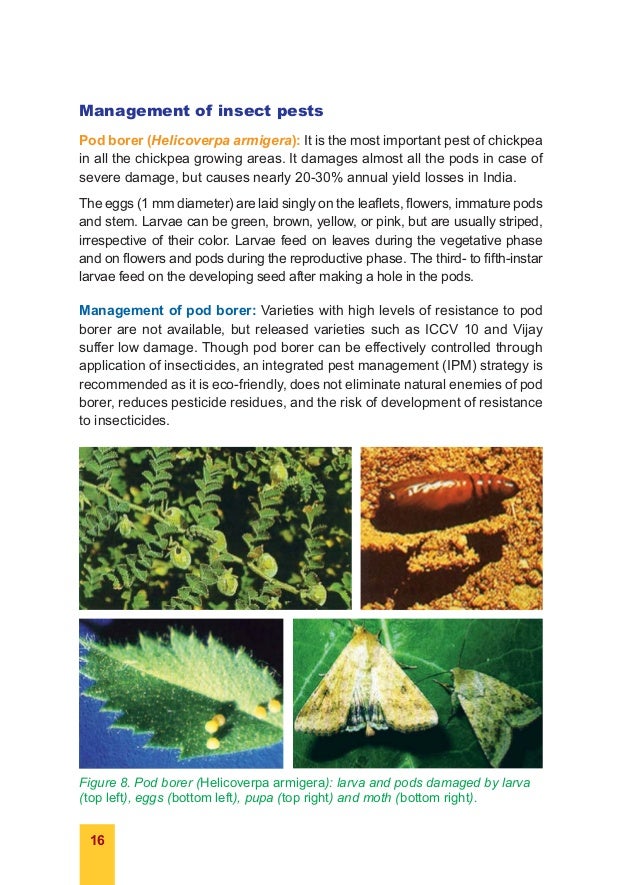 Management of insect pests
Pod borer (Helicoverpa armigera): It is the most important pest of chickpea
in all the chickpea growing areas. It damages almost all the pods in case of
severe damage, but causes nearly 20-30% annual yield losses in India.
The eggs (1 mm diameter) are laid singly on the leaflets, flowers, immature pods
and stem. Larvae can be green, brown, yellow, or pink, but are usually striped,
irrespective of their color. Larvae feed on leaves during the vegetative phase
and on flowers and pods during the reproductive phase. The third- to fifth-instar
larvae feed on the developing seed after making a hole in the pods.
Management of pod borer: Varieties with high levels of resistance to pod
borer are not available, but released varieties such as ICCV 10 and Vijay
suffer low damage. Though pod borer can be effectively controlled through
application of insecticides, an integrated pest management (IPM) strategy is
recommended as it is eco-friendly, does not eliminate natural enemies of pod
borer, reduces pesticide residues, and the risk of development of resistance
to insecticides.
Figure 8. Pod borer (Helicoverpa armigera): larva and pods damaged by larva
(top left), eggs (bottom left), pupa (top right) and moth (bottom right).
16